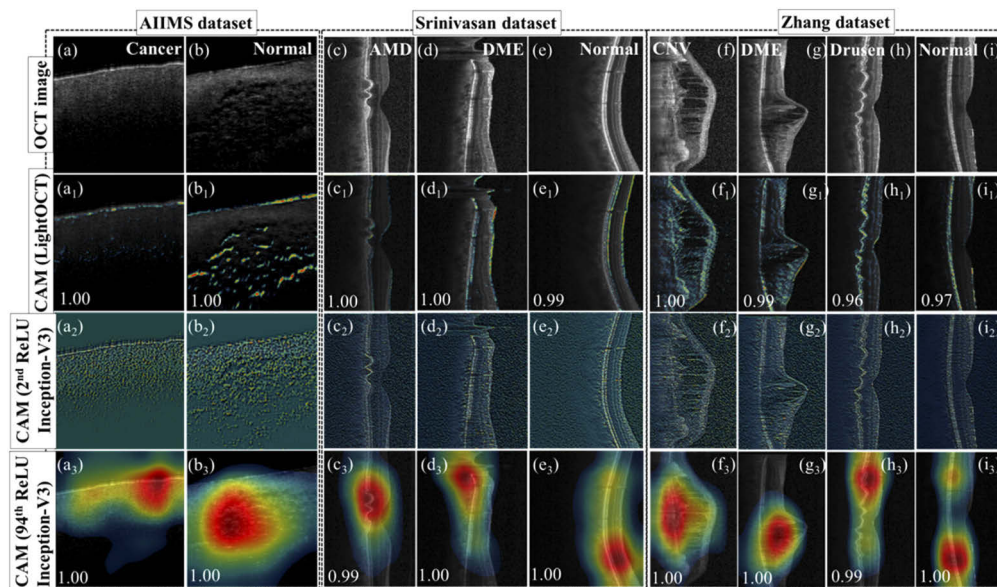 AIIMS dataset Srinivasan dataset Zhang dataset
OCT image
(a) Cancer (b) Normal (c) AMD (d) DME (e) Normal CNV (f) DME (g) Drusen (h) Normal (i)
CAM (LightOCT)
(a1) (b1) (c1) (d1) (e1) (f1) (g1) (h1) (i1)
1.00 1.00 1.00 1.00 0.99 1.00 0.99 0.96 0.97
CAM (2nd ReLU
Inception-V3)
(a2) (b2) (c2) (d2) (e2) (f2) (g2) (h2) (i2)
CAM (94th ReLU
Inception-V3)
(a3) (b3) (c3) (d3) (e3) (f3) (g3) (h3) (i3)
1.00 1.00 0.99 1.00 1.00 1.00 1.00 0.99 1.00